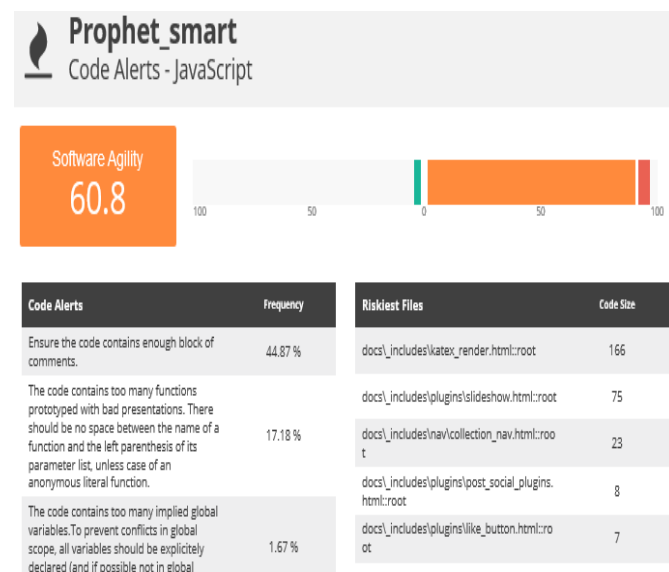 Prophet_smart
Code Alerts - JavaScript
Software Agility
60.8
100
50
0
50
100
Code Alerts
Frequency
Ensure the code contains enough block of
comments.
44.87 %
The code contains too many functions
prototyped with bad presentations. There
should be no space between the name of a
function and the left parenthesis of its
parameter list, unless case of an
anonymous literal function.
17.18 %
The code contains too many implied global
variables.To prevent conflicts in global
scope, all variables should be explicitely
declared (and if possible not in global
1.67 %
Riskiest Files
Code Size
docs\_includes\katex_render.html::root
166
docs\_includes\plugins\slideshow.html::root
75
docs\_includes\nav\collection_nav.html::roo
t
23
docs\_includes\plugins\post_social_plugins.
html::root
8
docs\_includes\plugins\like_button.html::ro
ot
7